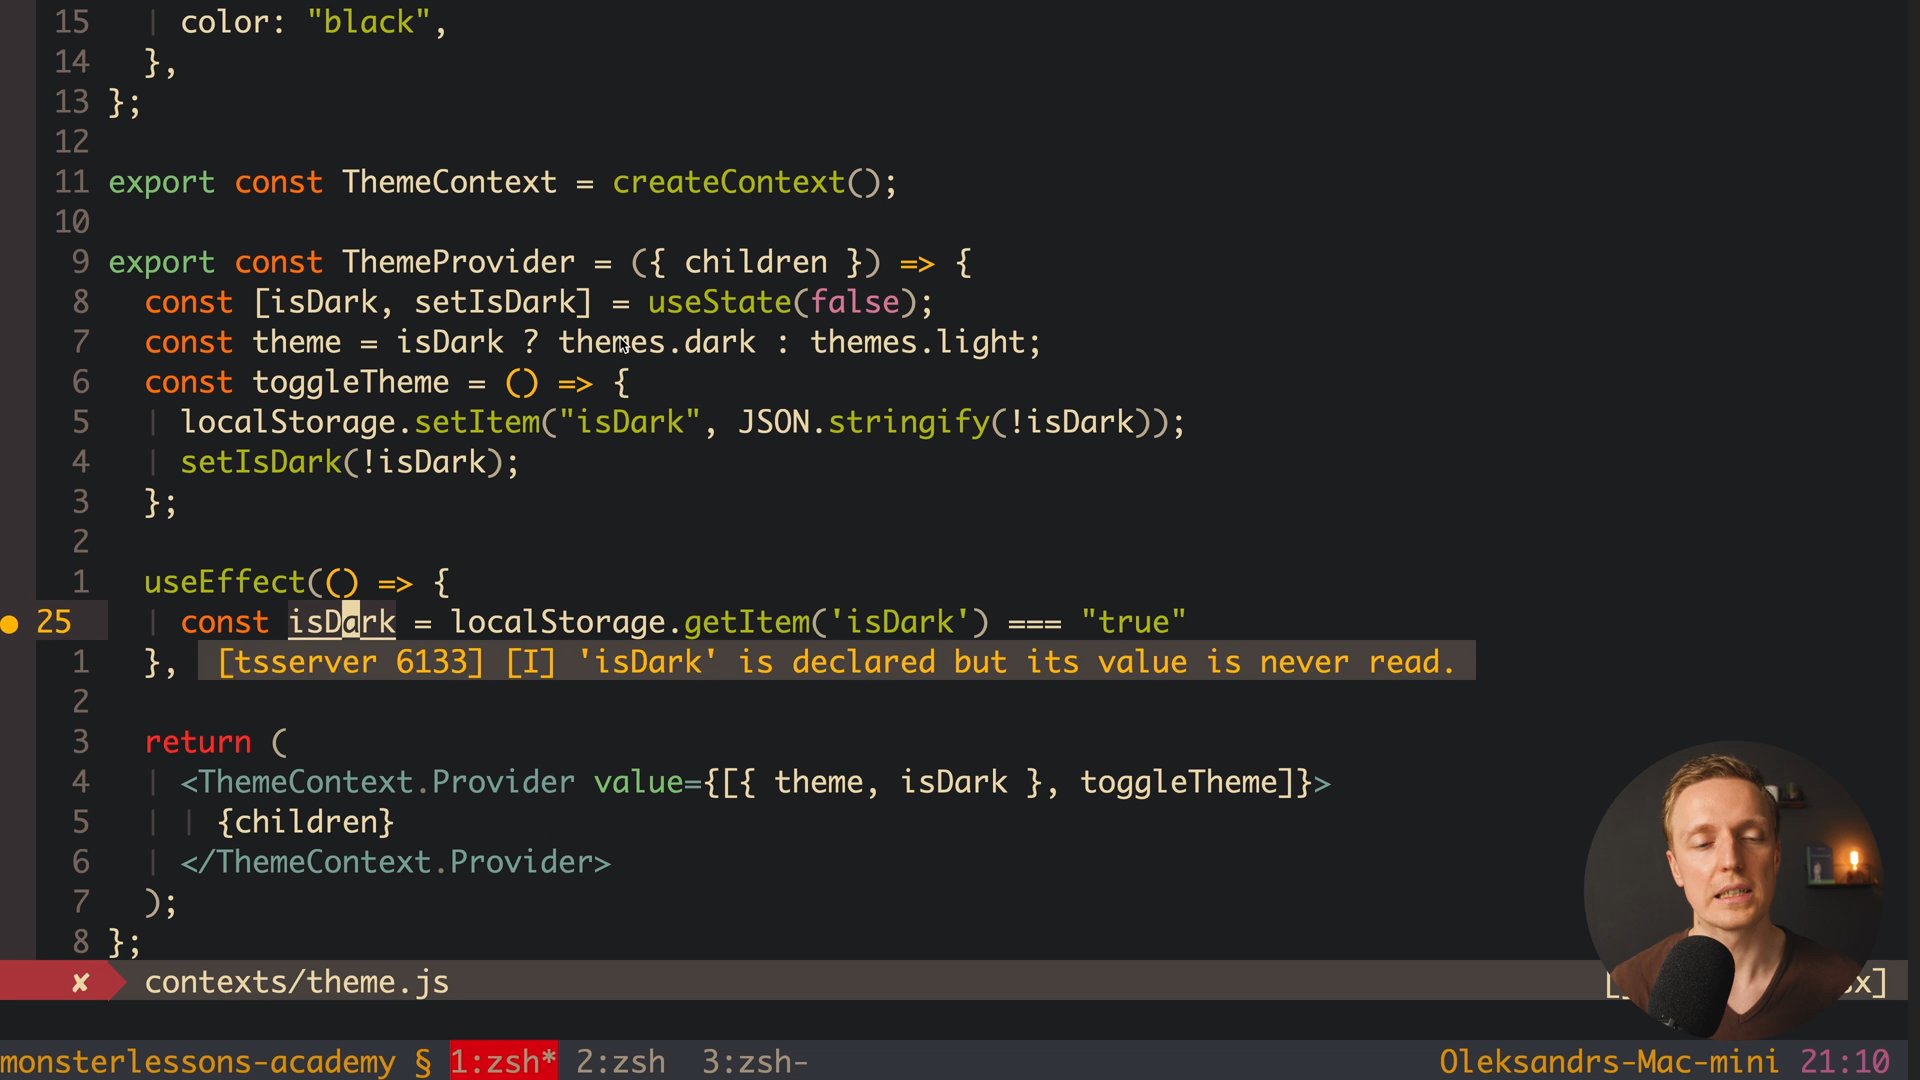 15     color: "black",
14   },
13 };
12
11 export const ThemeContext = createContext();
10
9 export const ThemeProvider = ({ children }) => {
8   const [isDark, setIsDark] = useState(false);
7   const theme = isDark ? themes.dark : themes.light;
6   const toggleTheme = () => {
5     localStorage.setItem("isDark", JSON.stringify(!isDark));
4     setIsDark(!isDark);
3   };
2
1   useEffect(() => {
25     const isDark = localStorage.getItem('isDark') === "true"
1   }, [tsserver 6133] [I] 'isDark' is declared but its value is never read.
2
3   return (
4     <ThemeContext.Provider value={[{ theme, isDark }, toggleTheme]}>
5       {children}
6     </ThemeContext.Provider>
7   );
8 };
✘ contexts/theme.js
monsterlessons-academy § 1:zsh* 2:zsh 3:zsh- Oleksandrs-Mac-mini 21:10